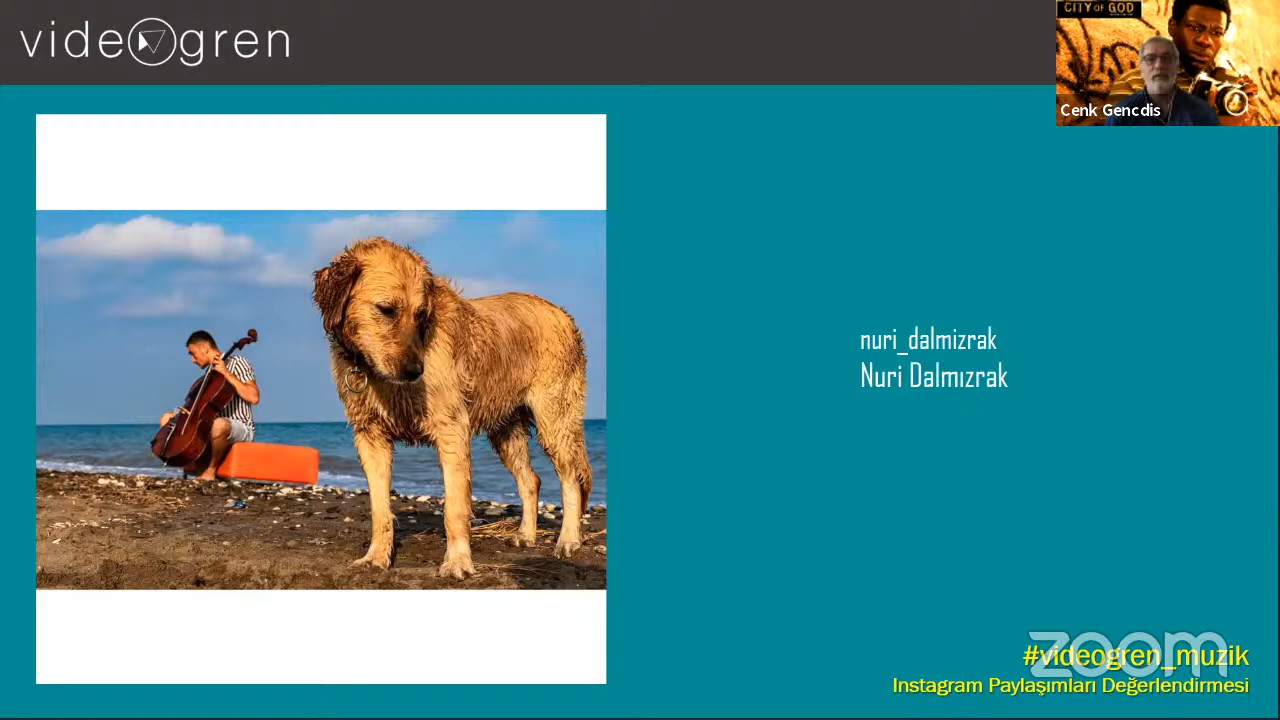 videogren
CITY OF GOD
Cenk Gencdis
nuri_dalmizrak
Nuri Dalmızrak
zoom
#videogren_muzik
Instagram Paylaşımları Değerlendirmesi